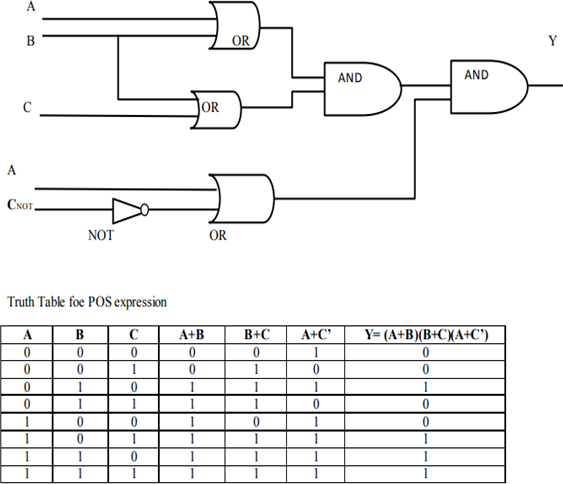 A
B OR Y
AND AND
C OR
A
CNOT
NOT OR
Truth Table foe POS expression
A B C A+B B+C A+C’ Y= (A+B)(B+C)(A+C’)
0 0 0 0 0 1 0
0 0 1 0 1 0 0
0 1 0 1 1 1 1
0 1 1 1 1 0 0
1 0 0 1 0 1 0
1 0 1 1 1 1 1
1 1 0 1 1 1 1
1 1 1 1 1 1 1